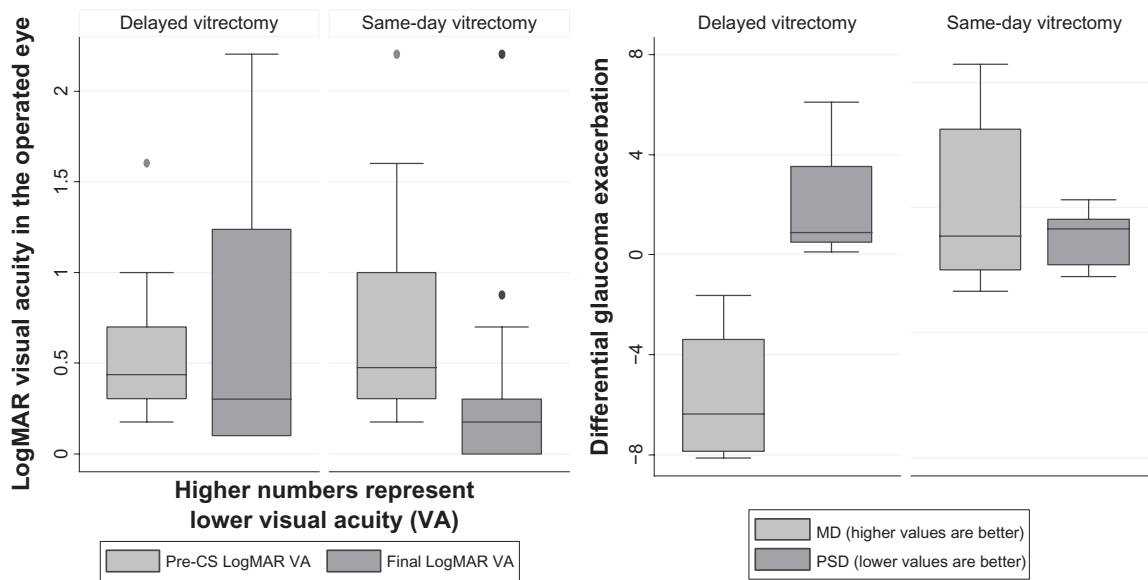 Delayed vitrectomy
Same-day vitrectomy
LogMAR visual acuity in the operated eye
2
1.5
1
0.5
0
Higher numbers represent
lower visual acuity (VA)
Pre-CS LogMAR VA
Final LogMAR VA
Delayed vitrectomy
Same-day vitrectomy
Differential glaucoma exacerbation
8
4
0
−4
−8
MD (higher values are better)
PSD (lower values are better)